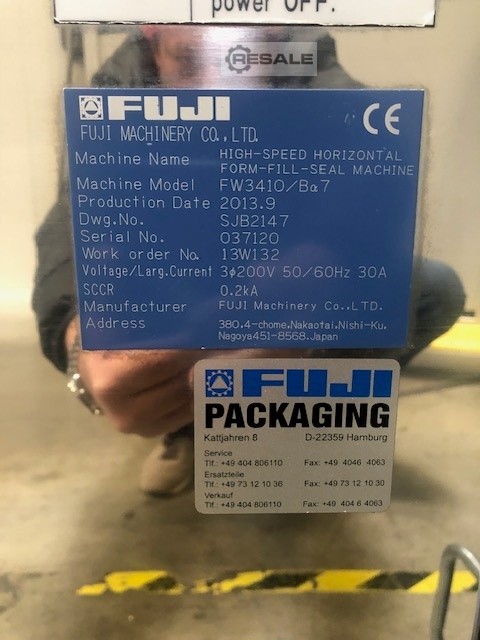 power OFF.
RESALE
FUJI
CE
FUJI MACHINERY CO.,LTD.
Machine Name HIGH-SPEED HORIZONTAL
FORM-FILL-SEAL MACHINE
Machine Model FW3410/Bα7
Production Date 2013.9
Dwg.No. SJB2147
Serial No. 037120
Work order No. 13W132
Voltage/Larg.Current 3φ200V 50/60Hz 30A
SCCR 0.2kA
Manufacturer FUJI Machinery Co.,LTD.
Address 380,4-chome,Nakaotai,Nishi-Ku,
Nagoya451-8568,Japan
FUJI
PACKAGING
Kattjahren 8 D-22359 Hamburg
Service
Tlf.: +49 404 806110 Fax: +49 4046 4063
Ersatzteile
Tlf.: +49 73 12 10 36 Fax: +49 73 12 10 30
Verkauf
Tlf.: +49 404 806110 Fax: +49 404 6 4063